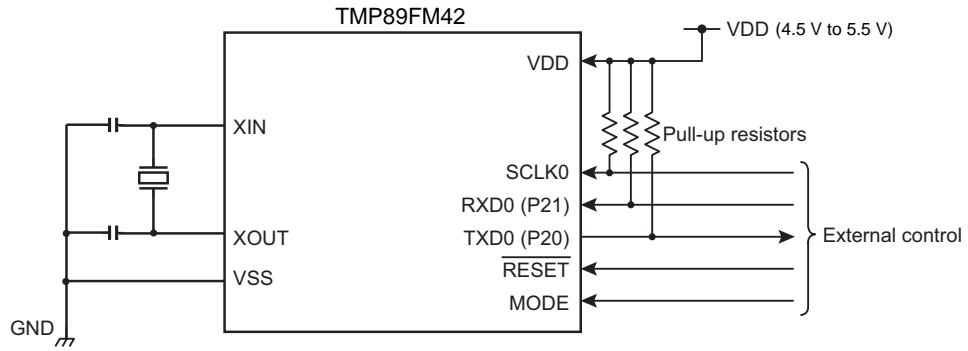 TMP89FM42
VDD (4.5 V to 5.5 V)
VDD
XIN
Pull-up resistors
SCLK0
RXD0 (P21)
XOUT
TXD0 (P20)
External control
VSS
RESET
MODE
GND